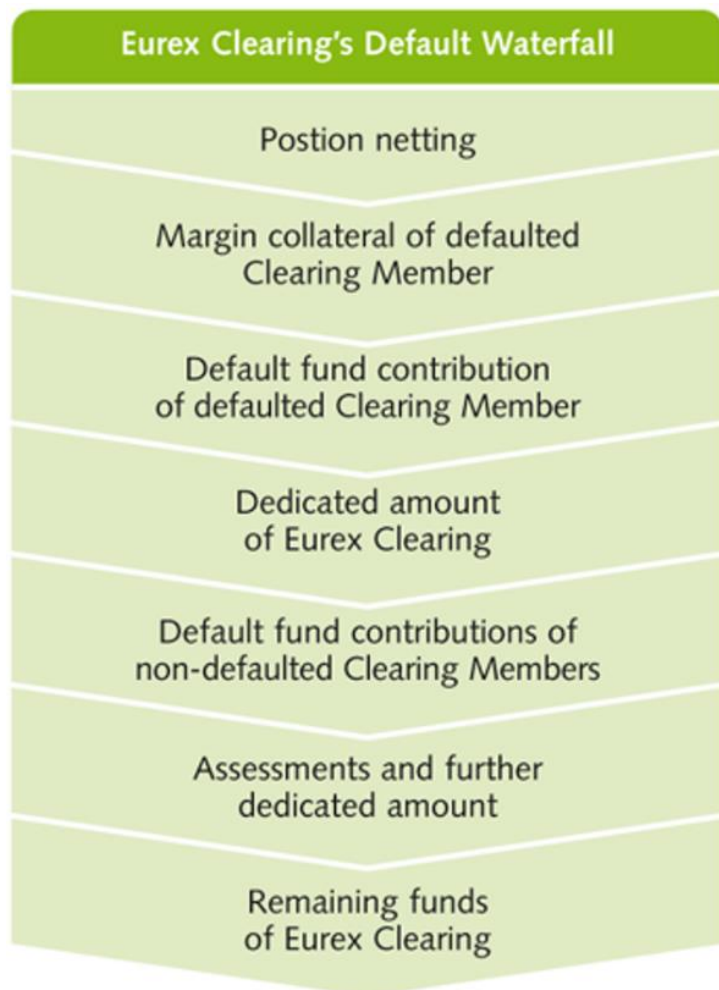 Eurex Clearing's Default Waterfall
Postion netting
Margin collateral of defaulted
Clearing Member
Default fund contribution
of defaulted Clearing Member
Dedicated amount
of Eurex Clearing
Default fund contributions of
non-defaulted Clearing Members
Assessments and further
dedicated amount
Remaining funds
of Eurex Clearing